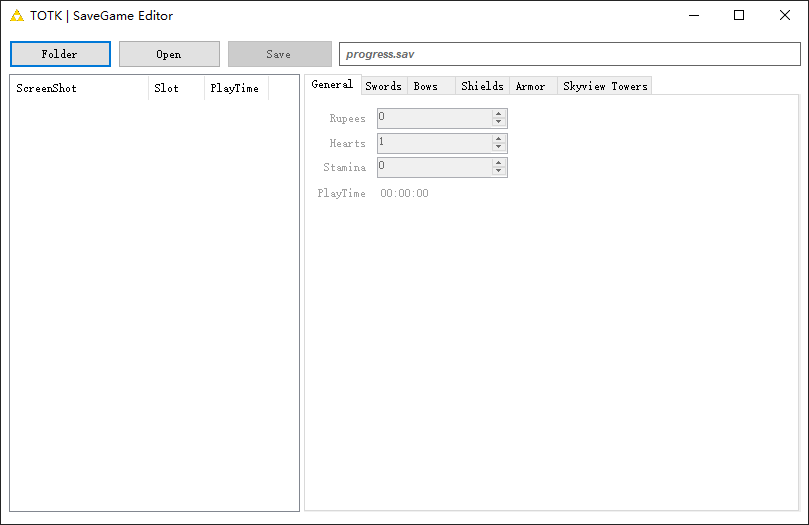 TOTK | SaveGame Editor
Folder Open Save progress.sav
ScreenShot Slot PlayTime
General Swords Bows Shields Armor Skyview Towers
Rupees 0
Hearts 1
Stamina 0
PlayTime 00:00:00